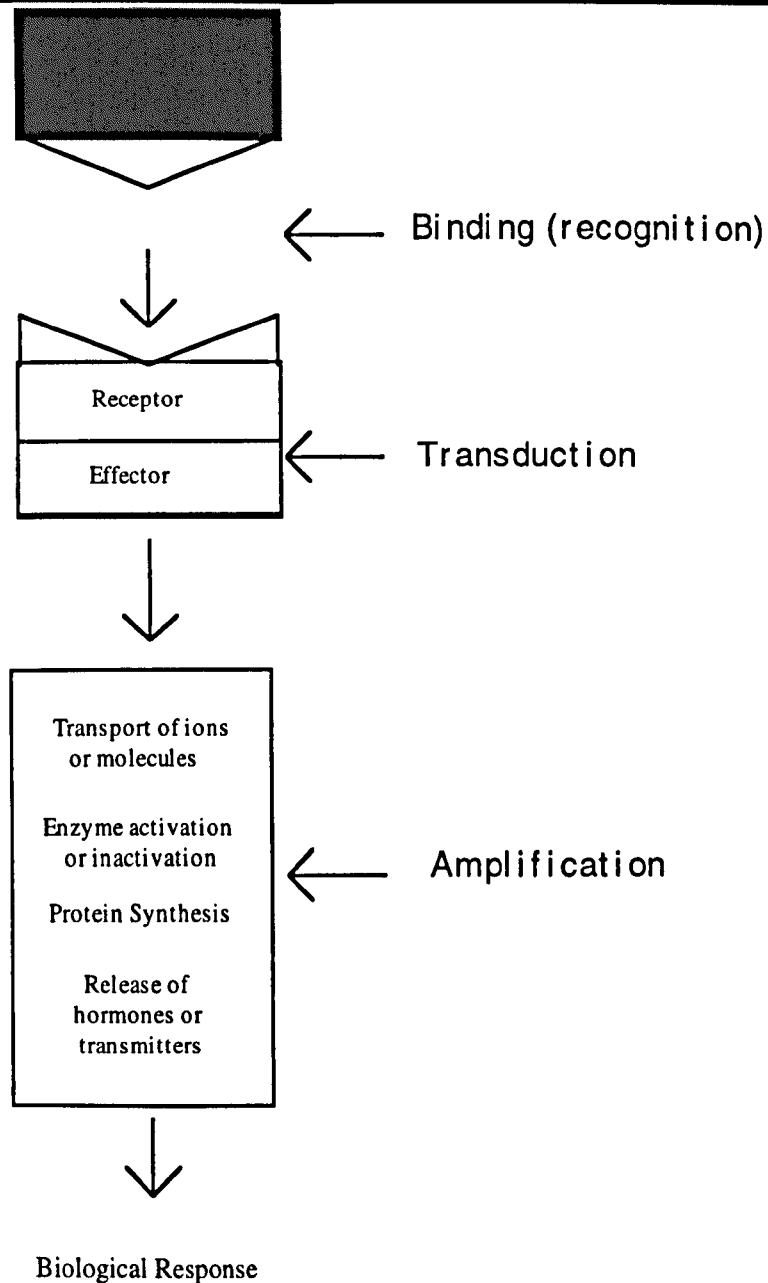 Binding (recognition)
Receptor
Effector
Transduction
Transport of ions
or molecules
Enzyme activation
or inactivation
Protein Synthesis
Release of
hormones or
transmitters
Amplification
Biological Response